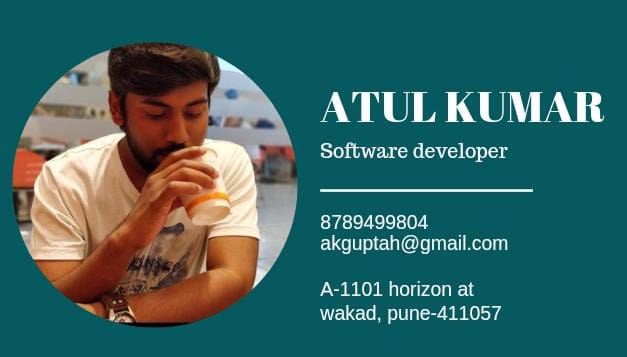 ATUL KUMAR
Software developer
8789499804
akguptah@gmail.com
A-1101 horizon at
wakad, pune-411057